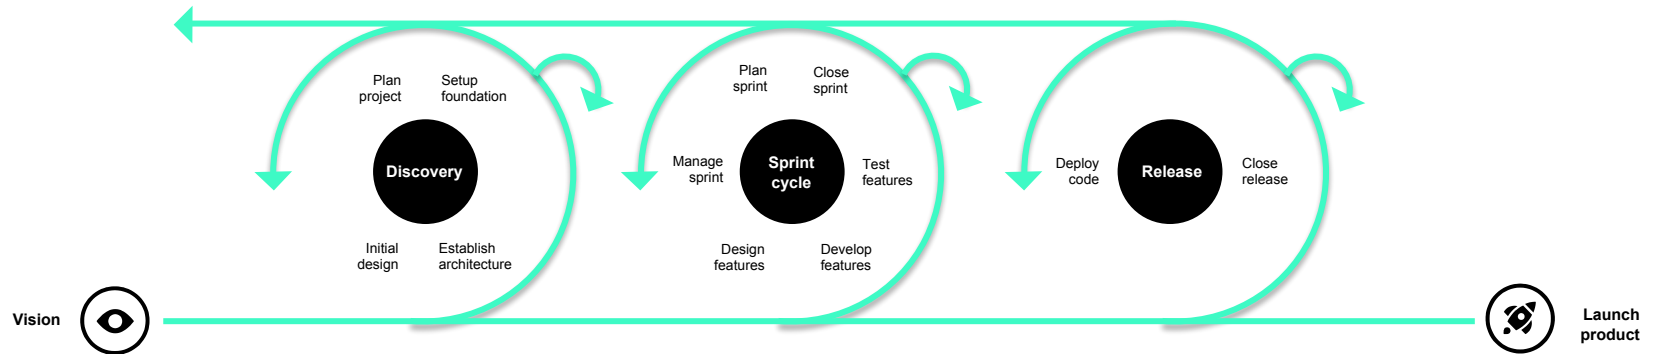 Plan
project
Setup
foundation
Discovery
Initial
design
Establish
architecture
Plan
sprint
Close
sprint
Manage
sprint
Sprint
cycle
Test
features
Design
features
Develop
features
Deploy
code
Release
Close
release
Vision
Launch
product